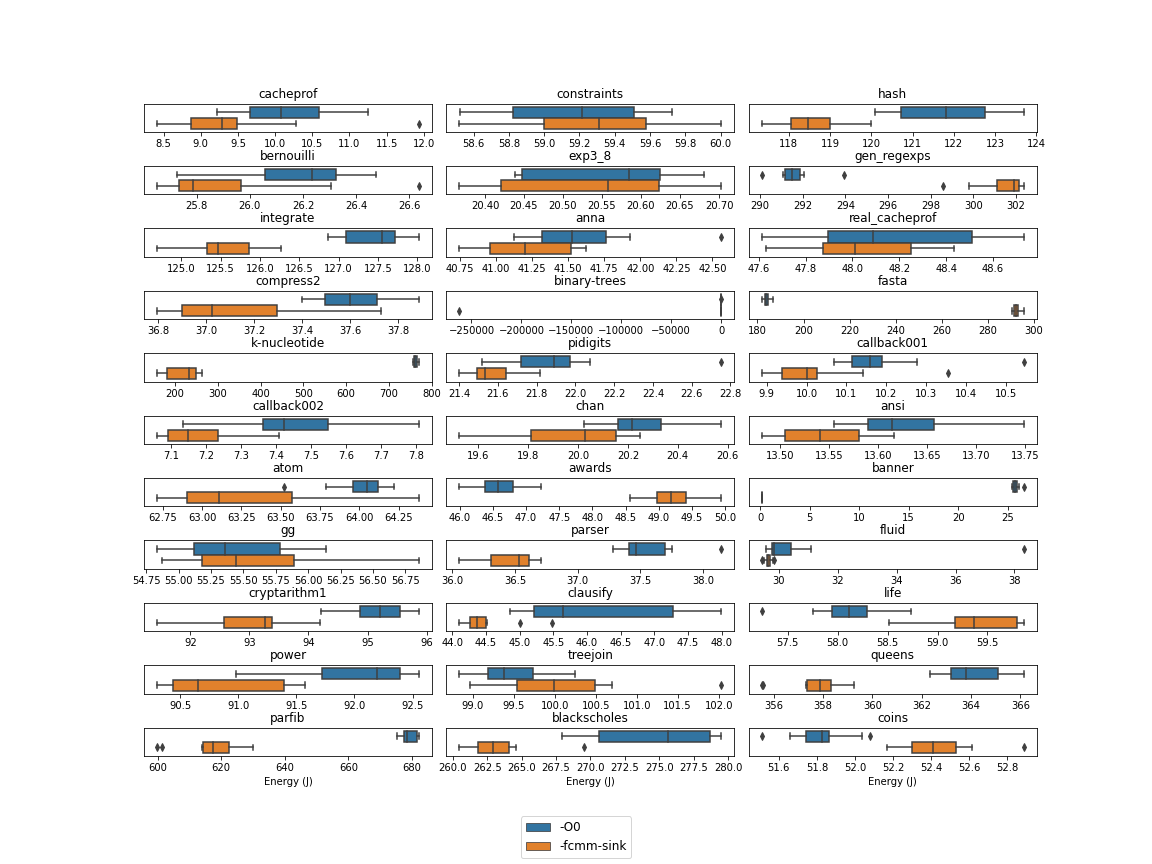 cacheprof constraints hash
8.5 9.0 9.5 10.0 10.5 11.0 11.5 12.0 58.6 58.8 59.0 59.2 59.4 59.6 59.8 60.0 118 119 120 121 122 123 124
bernouilli exp3_8 gen_regexps
25.8 26.0 26.2 26.4 26.6 20.40 20.45 20.50 20.55 20.60 20.65 20.70 290 292 294 296 298 300 302
integrate anna real_cacheprof
125.0 125.5 126.0 126.5 127.0 127.5 128.0 40.75 41.00 41.25 41.50 41.75 42.00 42.25 42.50 47.6 47.8 48.0 48.2 48.4 48.6
compress2 binary-trees fasta
36.8 37.0 37.2 37.4 37.6 37.8 -250000 -200000 -150000 -100000 -50000 0 180 200 220 240 260 280 300
k-nucleotide pidigits callback001
200 300 400 500 600 700 800 21.4 21.6 21.8 22.0 22.2 22.4 22.6 22.8 9.9 10.0 10.1 10.2 10.3 10.4 10.5
callback002 chan ansi
7.1 7.2 7.3 7.4 7.5 7.6 7.7 7.8 19.6 19.8 20.0 20.2 20.4 20.6 13.50 13.55 13.60 13.65 13.70 13.75
atom awards banner
62.75 63.00 63.25 63.50 63.75 64.00 64.25 46.0 46.5 47.0 47.5 48.0 48.5 49.0 49.5 50.0 0 5 10 15 20 25
gg parser fluid
54.75 55.00 55.25 55.50 55.75 56.00 56.25 56.50 56.75 36.0 36.5 37.0 37.5 38.0 30 32 34 36 38
cryptarithm1 clausify life
92 93 94 95 96 44.0 44.5 45.0 45.5 46.0 46.5 47.0 47.5 48.0 57.5 58.0 58.5 59.0 59.5
power treejoin queens
90.5 91.0 91.5 92.0 92.5 99.0 99.5 100.0 100.5 101.0 101.5 102.0 356 358 360 362 364 366
parfib blackscholes coins
600 620 640 660 680 260.0 262.5 265.0 267.5 270.0 272.5 275.0 277.5 280.0 51.6 51.8 52.0 52.2 52.4 52.6 52.8
Energy (J) Energy (J) Energy (J)
-O0
-fcmm-sink